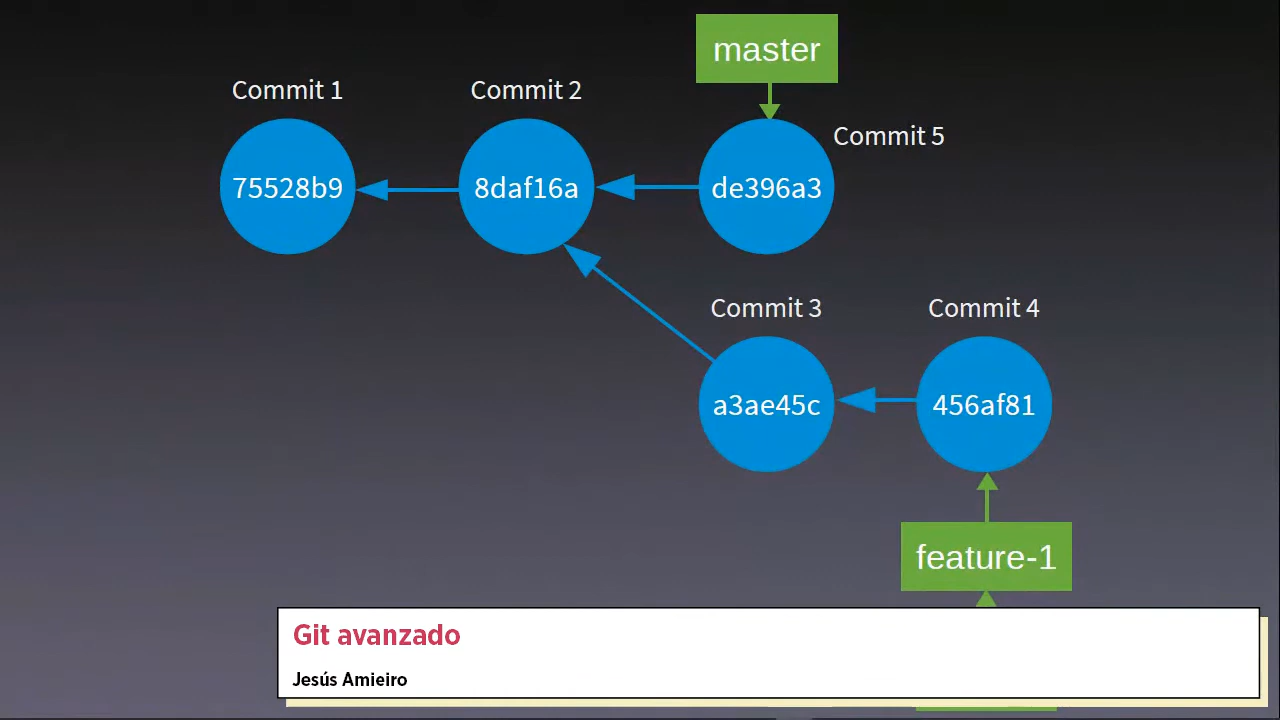 master
Commit 1
Commit 2
Commit 5
75528b9
8daf16a
de396a3
Commit 3
Commit 4
a3ae45c
456af81
feature-1
Git avanzado
Jesús Amieiro